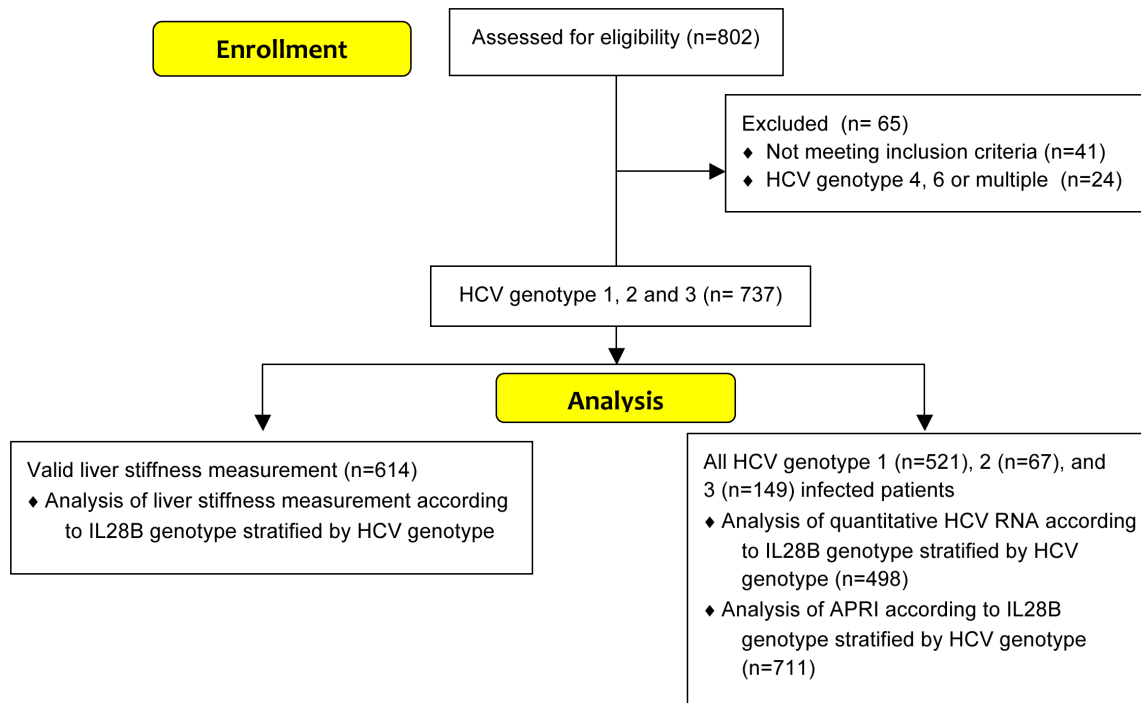 Enrollment
Assessed for eligibility (n=802)
Excluded  (n= 65)
♦ Not meeting inclusion criteria (n=41)
♦ HCV genotype 4, 6 or multiple  (n=24)
HCV genotype 1, 2 and 3 (n= 737)
Analysis
Valid liver stiffness measurement (n=614)
♦ Analysis of liver stiffness measurement according
to IL28B genotype stratified by HCV genotype
All HCV genotype 1 (n=521), 2 (n=67), and
3 (n=149) infected patients
♦ Analysis of quantitative HCV RNA according
to IL28B genotype stratified by HCV
genotype (n=498)
♦ Analysis of APRI according to IL28B
genotype stratified by HCV genotype
(n=711)